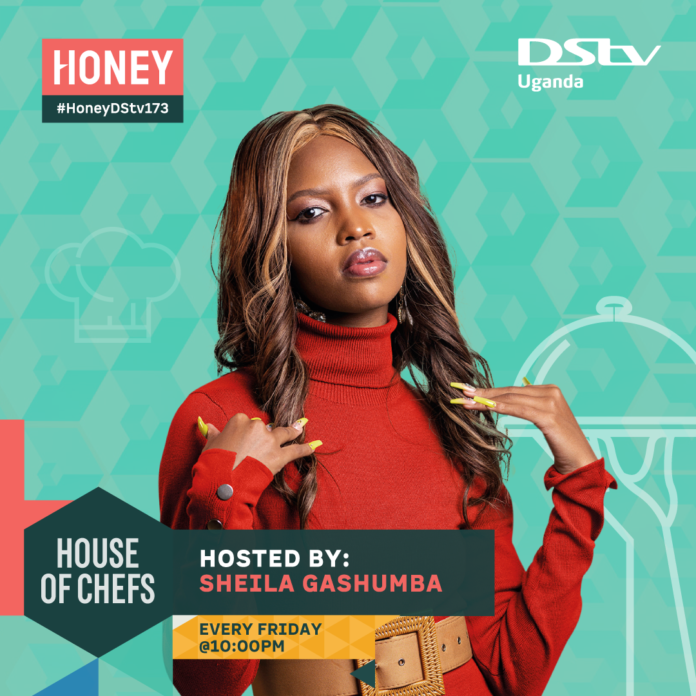 HONEY
#HoneyDStv173
DStv
Uganda
HOUSE
OF CHEFS
HOSTED BY:
SHEILA GASHUMBA
EVERY FRIDAY
@10:00PM